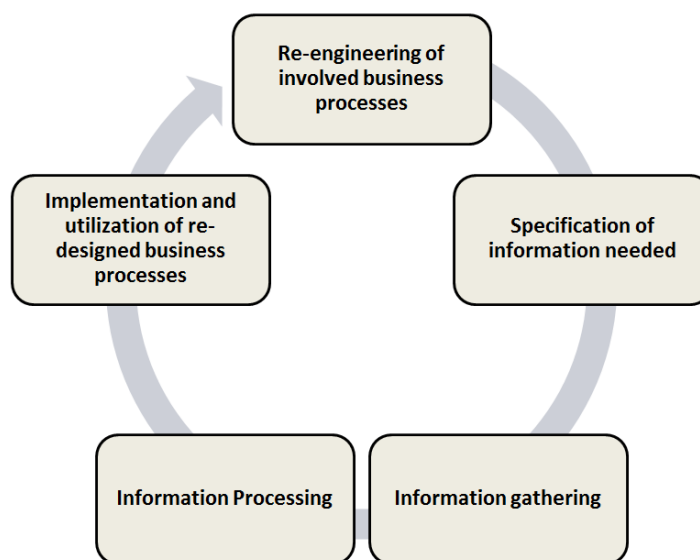 Re-engineering of
involved business
processes
Specification of
information needed
Information gathering
Information Processing
Implementation and
utilization of re-
designed business
processes